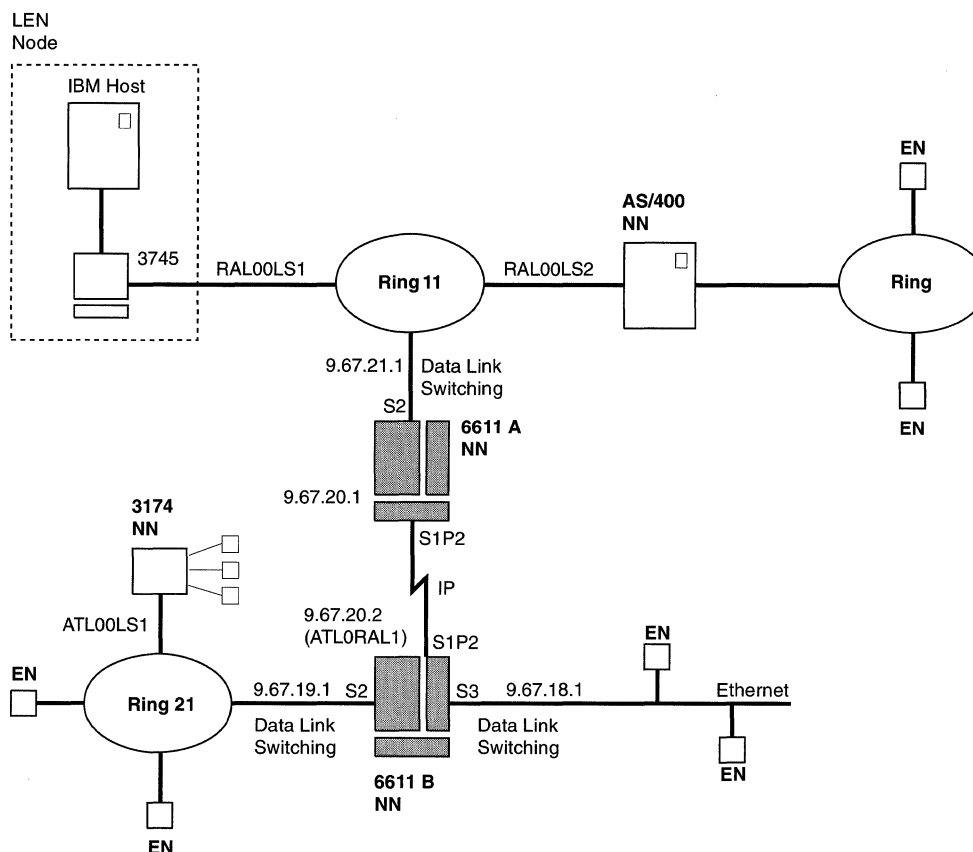 LEN
Node
IBM Host
3745
RAL00LS1
Ring 11
RAL00LS2
AS/400
NN
EN
Ring
EN
9.67.21.1
Data Link
Switching
S2
6611 A
NN
9.67.20.1
S1P2
IP
3174
NN
ATL00LS1
9.67.20.2
(ATL0RAL1)
S1P2
EN
EN
Ring 21
9.67.19.1
S2
S3
9.67.18.1
Ethernet
Data Link
Switching
Data Link
Switching
EN
6611 B
NN
EN